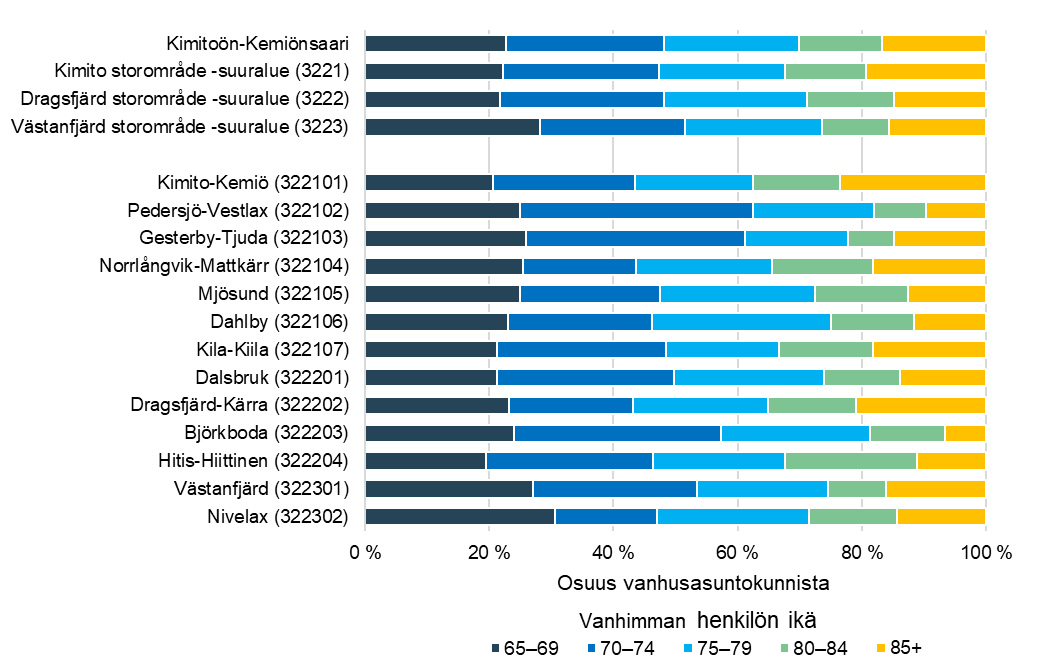 Kimitoön-Kemiönsaari
Kimito storområde -suuralue (3221)
Dragsfjärd storområde -suuralue (3222)
Västanfjärd storområde -suuralue (3223)
Kimito-Kemiö (322101)
Pedersjö-Vestlax (322102)
Gesterby-Tjuda (322103)
Norrlångvik-Mattkärr (322104)
Mjösund (322105)
Dahlby (322106)
Kila-Kiila (322107)
Dalsbruk (322201)
Dragsfjärd-Kärra (322202)
Björkboda (322203)
Hitis-Hiittinen (322204)
Västanfjärd (322301)
Nivelax (322302)
0 % 20 % 40 % 60 % 80 % 100 %
Osuus vanhusasuntokunnista
Vanhimman henkilön ikä
65–69 70–74 75–79 80–84 85+